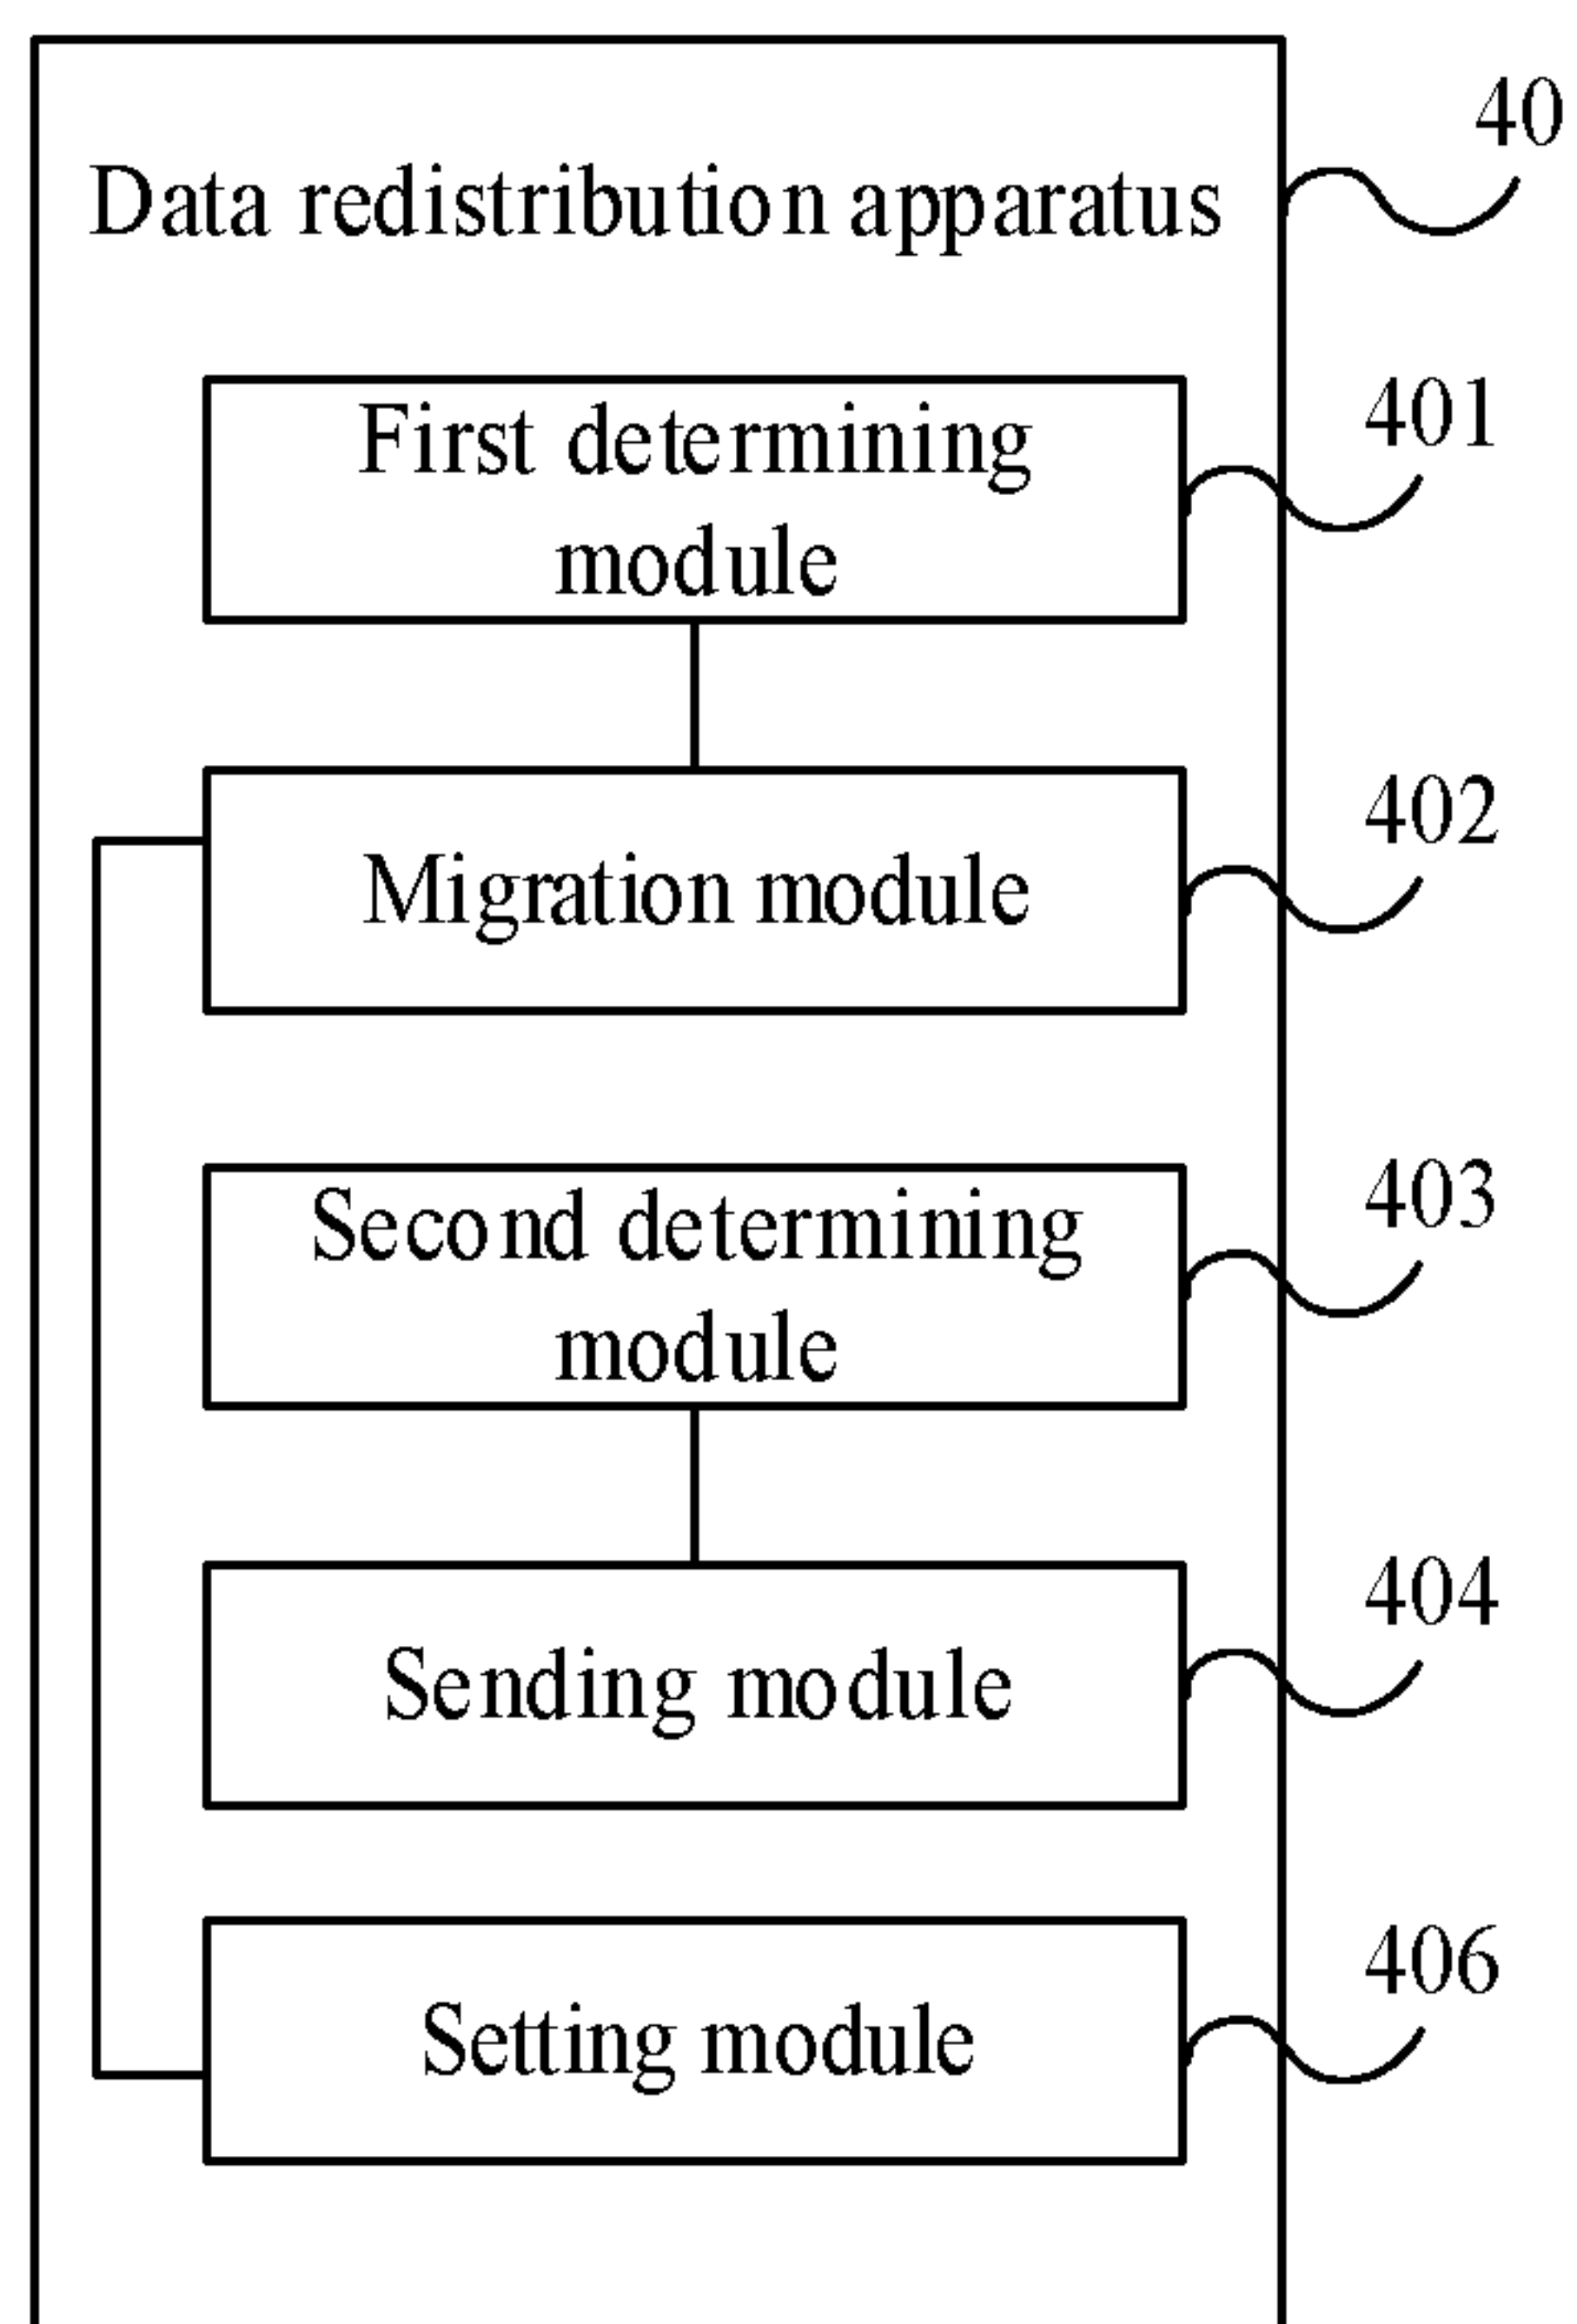 40
Data redistribution apparatus
401
First determining
module
402
Migration module
403
Second determining
module
404
Sending module
406
Setting module